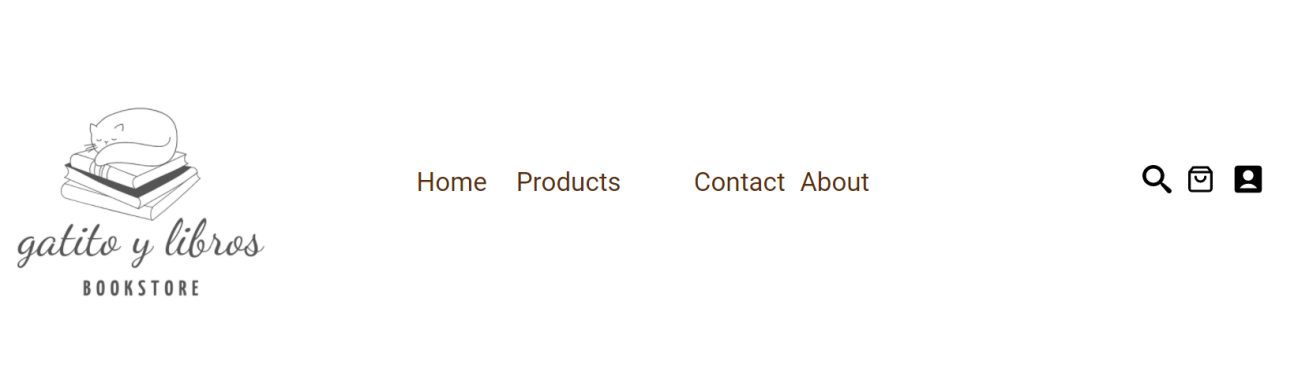 gatito y libros
BOOKSTORE
Home Products Contact About